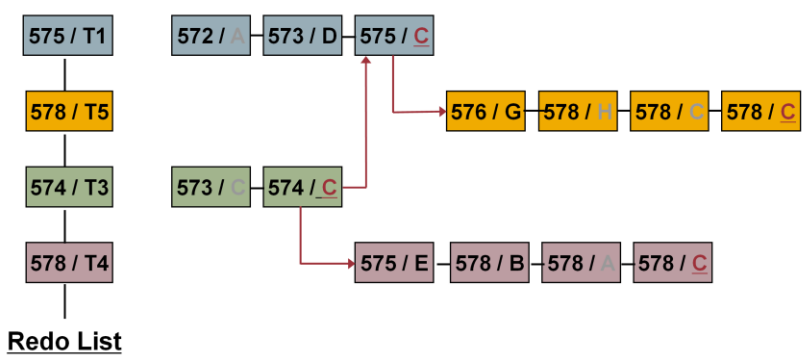 575 / T1 572 / A 573 / D 575 / C
578 / T5 576 / G 578 / H 578 / C 578 / C
574 / T3 573 / C 574 / C
578 / T4 575 / E 578 / B 578 / A 578 / C
Redo List